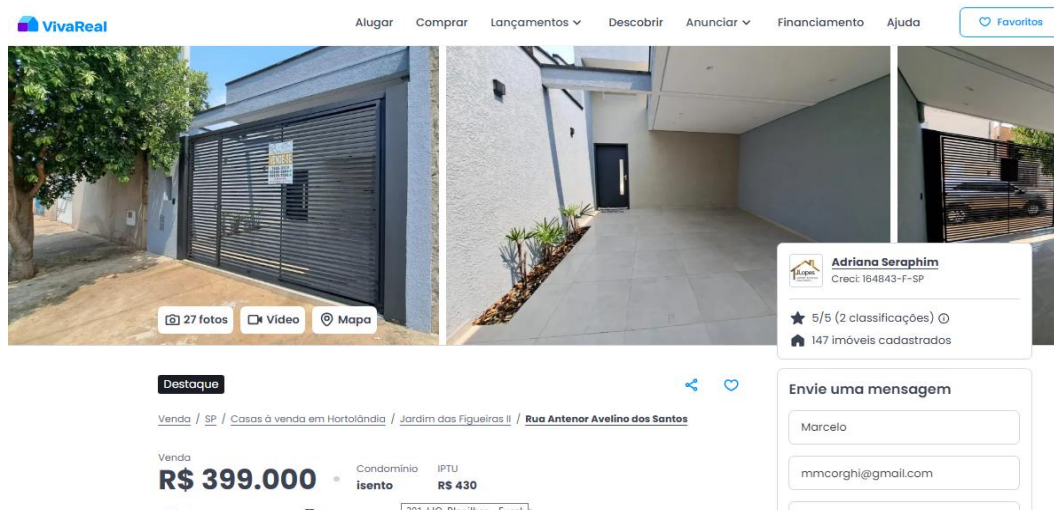 VivaReal
Alugar Comprar Lançamentos Descobrir Anunciar Financiamento Ajuda Favoritos
27 fotos Vídeo Mapa
Adriana Seraphim
Creci: 164843-F-SP
5/5 (2 classificações)
147 imóveis cadastrados
Destaque
Venda / SP / Casas à venda em Hortolândia / Jardim das Figueiras II / Rua Antenor Avelino dos Santos
Venda
R$ 399.000
Condomínio
isento
IPTU
R$ 430
Envie uma mensagem
Marcelo
mmcorghi@gmail.com